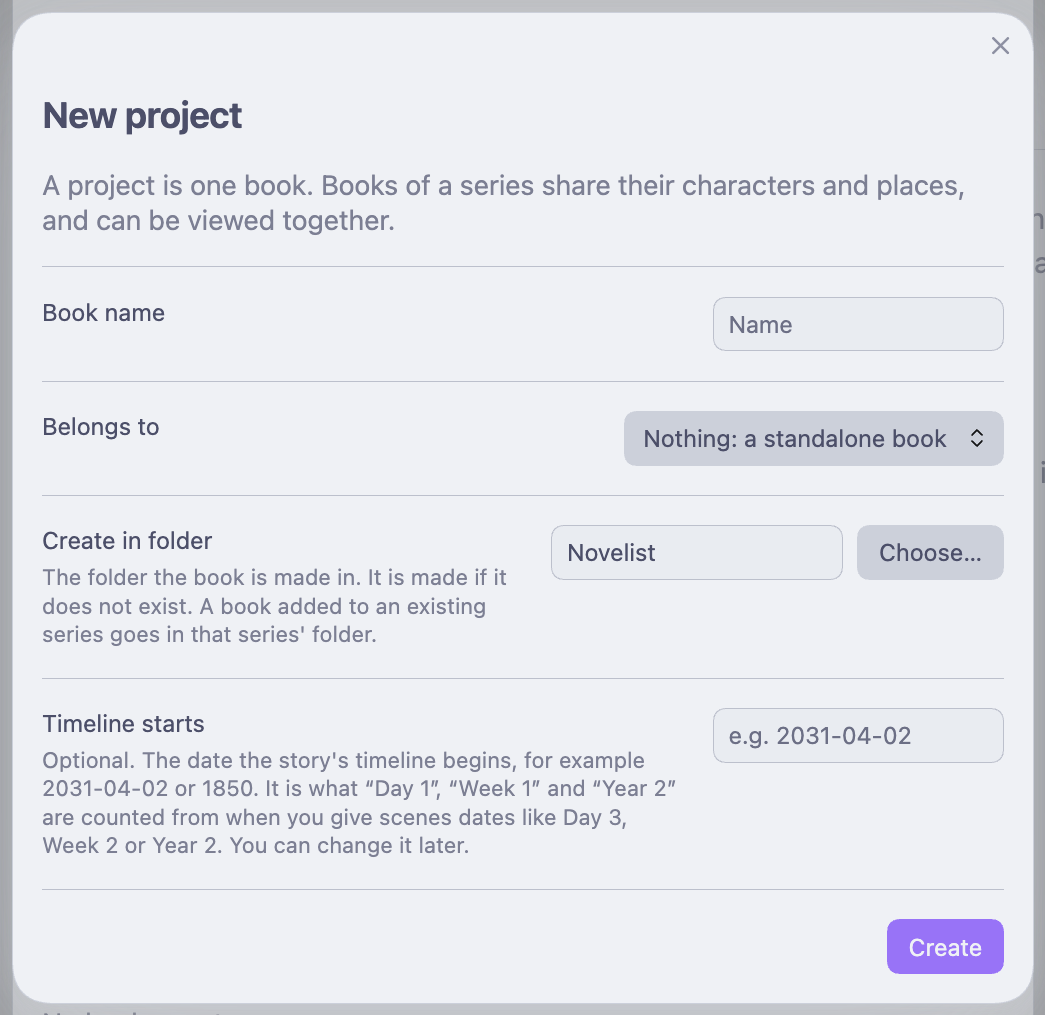 New project
A project is one book. Books of a series share their characters and places,
and can be viewed together.
Book name
Name
Belongs to
Nothing: a standalone book
Create in folder
Novelist
Choose...
The folder the book is made in. It is made if it
does not exist. A book added to an existing
series goes in that series' folder.
Timeline starts
e.g. 2031-04-02
Optional. The date the story's timeline begins, for example
2031-04-02 or 1850. It is what “Day 1”, “Week 1” and “Year 2”
are counted from when you give scenes dates like Day 3,
Week 2 or Year 2. You can change it later.
Create